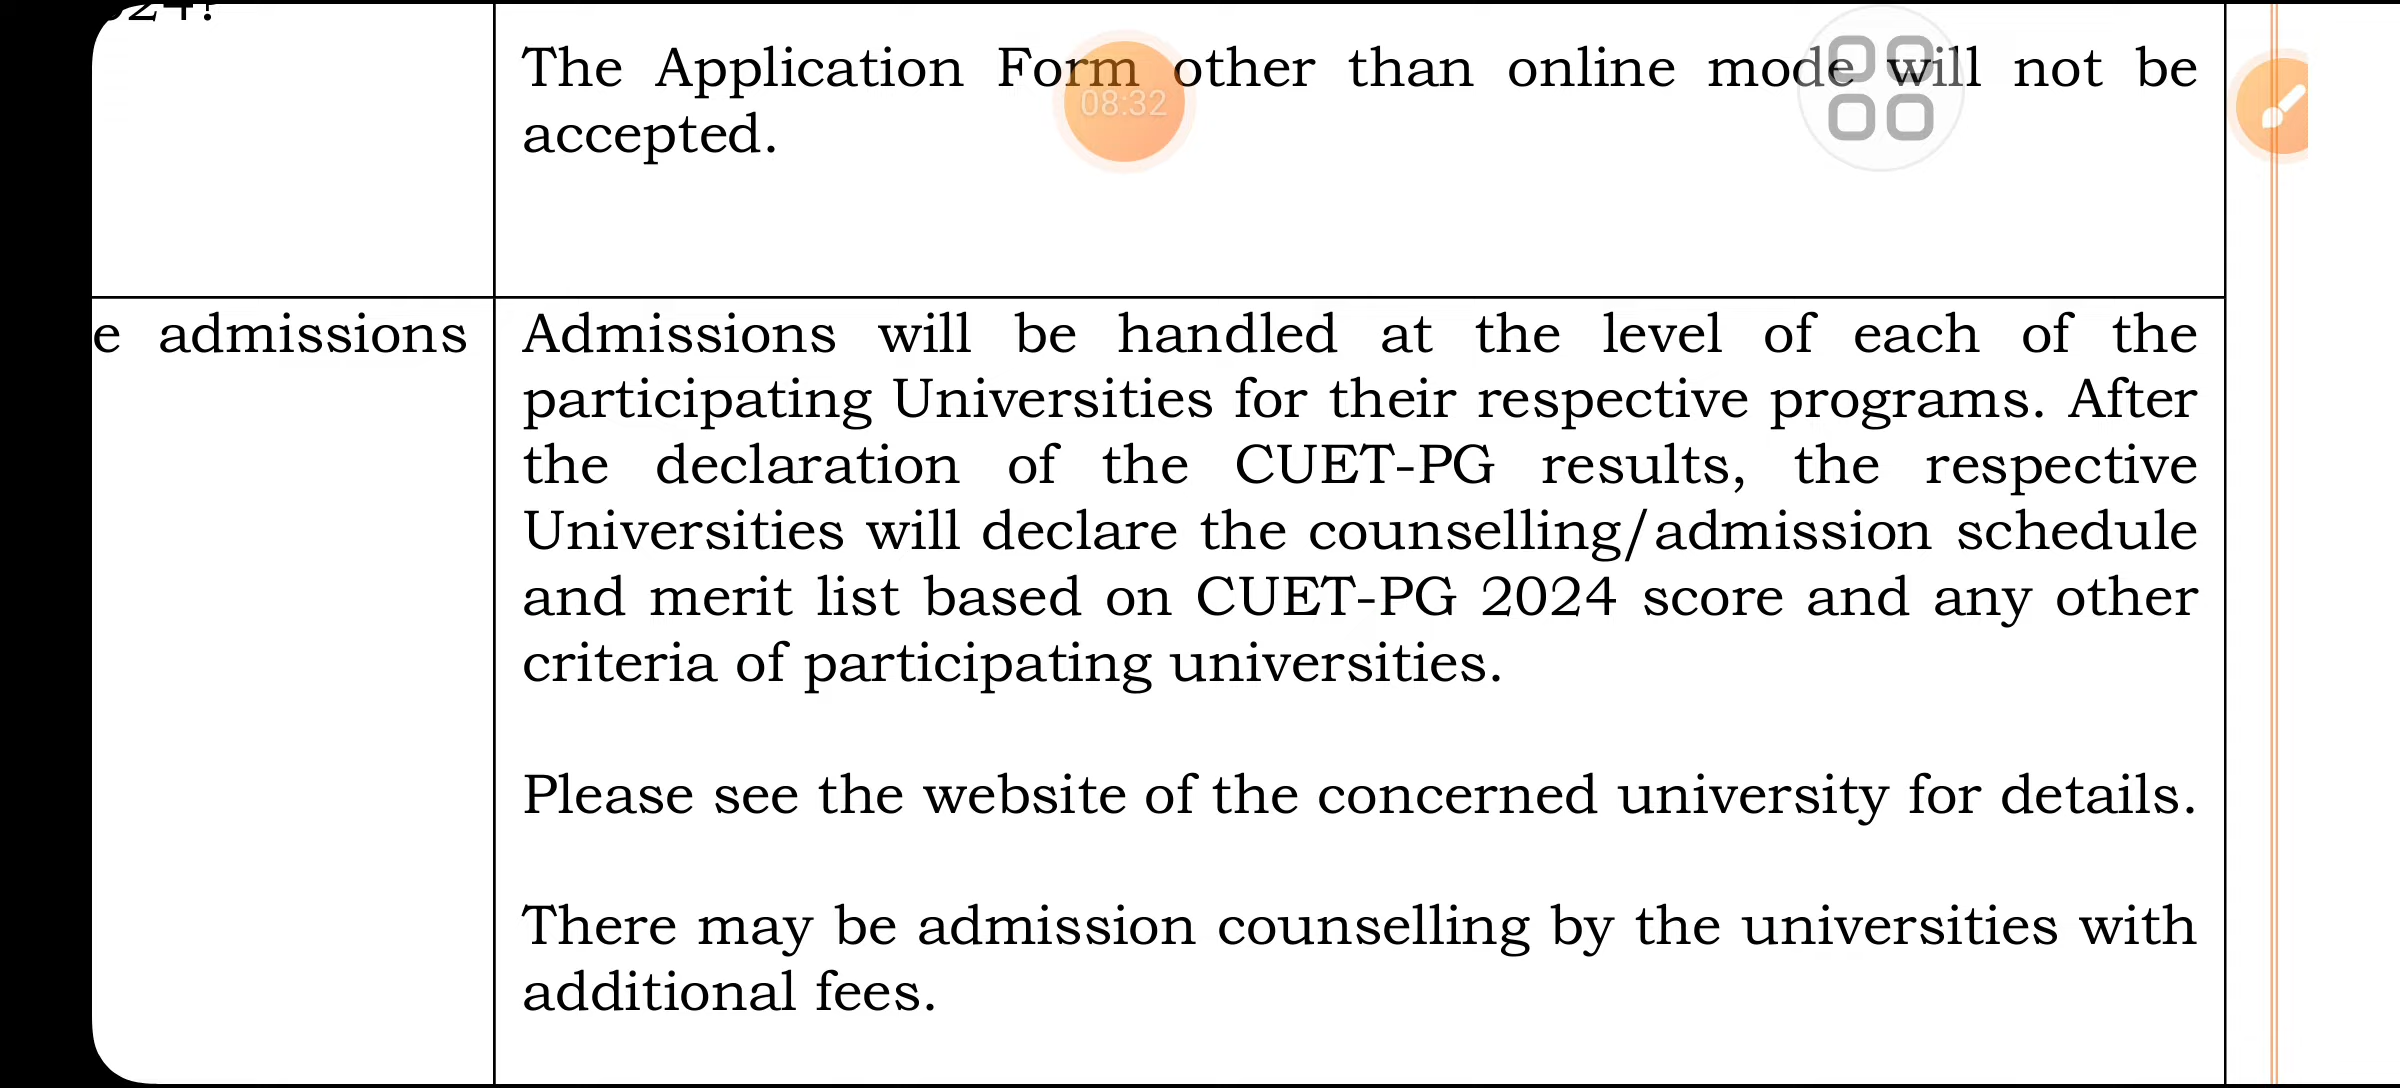 The Application Form other than online mode will not be
accepted.
08:32
e admissions
Admissions will be handled at the level of each of the
participating Universities for their respective programs. After
the declaration of the CUET-PG results, the respective
Universities will declare the counselling/admission schedule
and merit list based on CUET-PG 2024 score and any other
criteria of participating universities.
Please see the website of the concerned university for details.
There may be admission counselling by the universities with
additional fees.